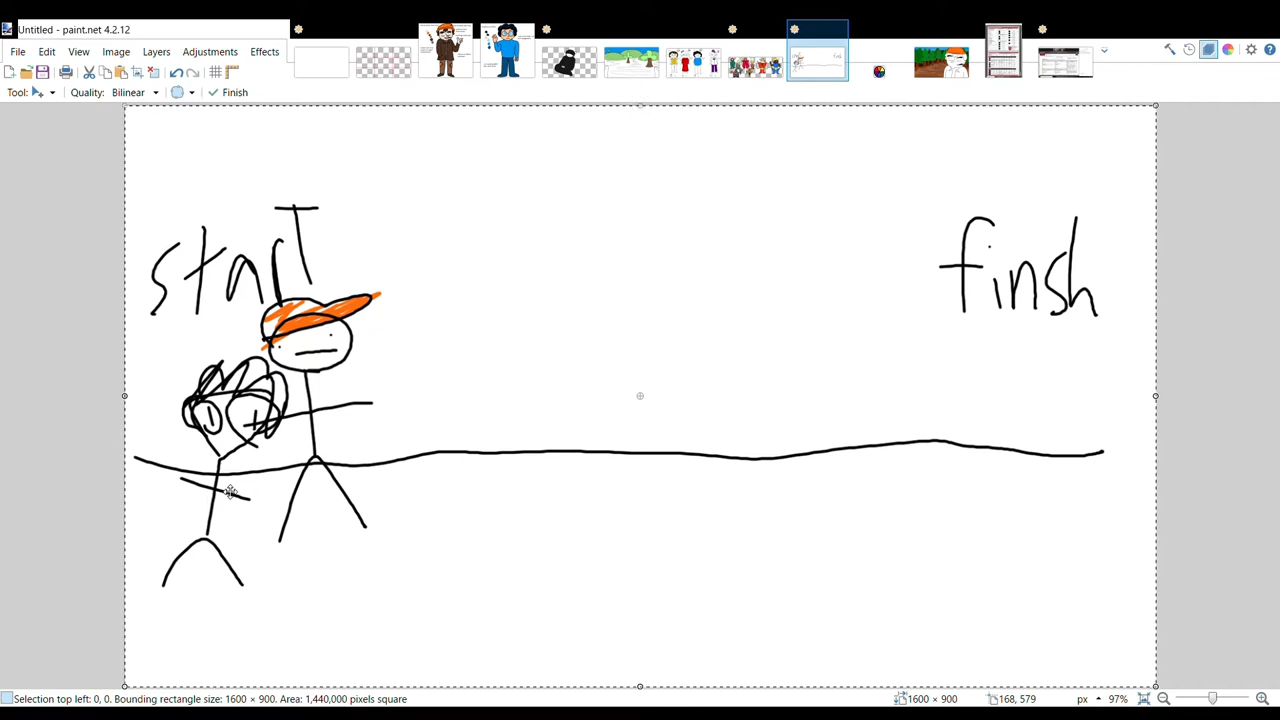 Untitled - paint.net 4.2.12
File Edit View Image Layers Adjustments Effects
Tool: Quality: Bilinear Finish
start finsh
Selection top left: 0, 0. Bounding rectangle size: 1600 × 900. Area: 1,440,000 pixels square 1600 × 900 168, 579 px 97%